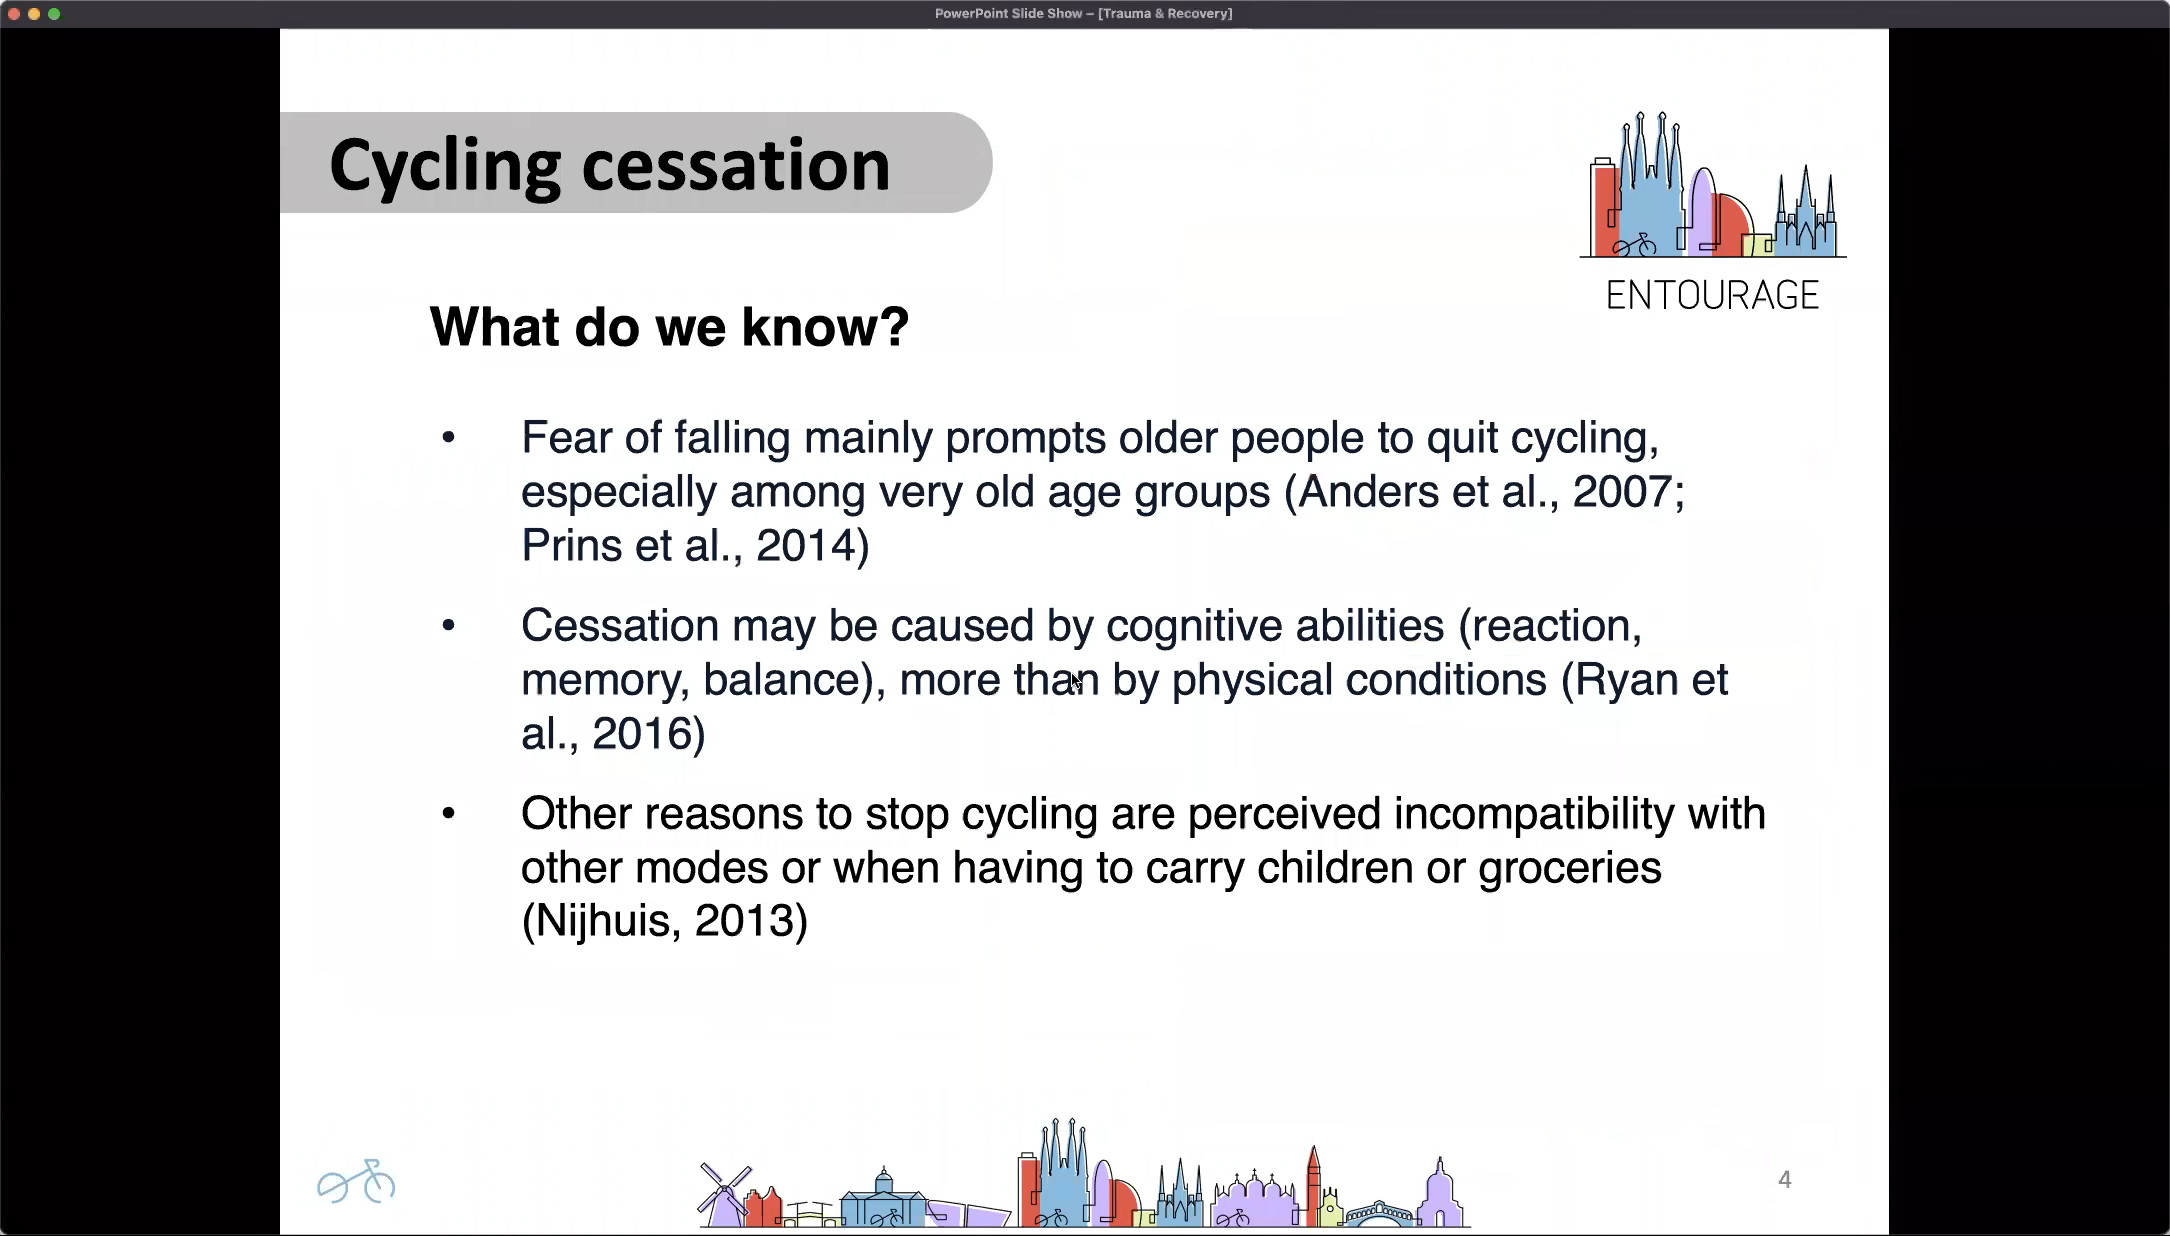 PowerPoint Slide Show – [Trauma & Recovery]
Cycling cessation
ENTOURAGE
What do we know?
• Fear of falling mainly prompts older people to quit cycling,
especially among very old age groups (Anders et al., 2007;
Prins et al., 2014)
• Cessation may be caused by cognitive abilities (reaction,
memory, balance), more than by physical conditions (Ryan et
al., 2016)
• Other reasons to stop cycling are perceived incompatibility with
other modes or when having to carry children or groceries
(Nijhuis, 2013)
4